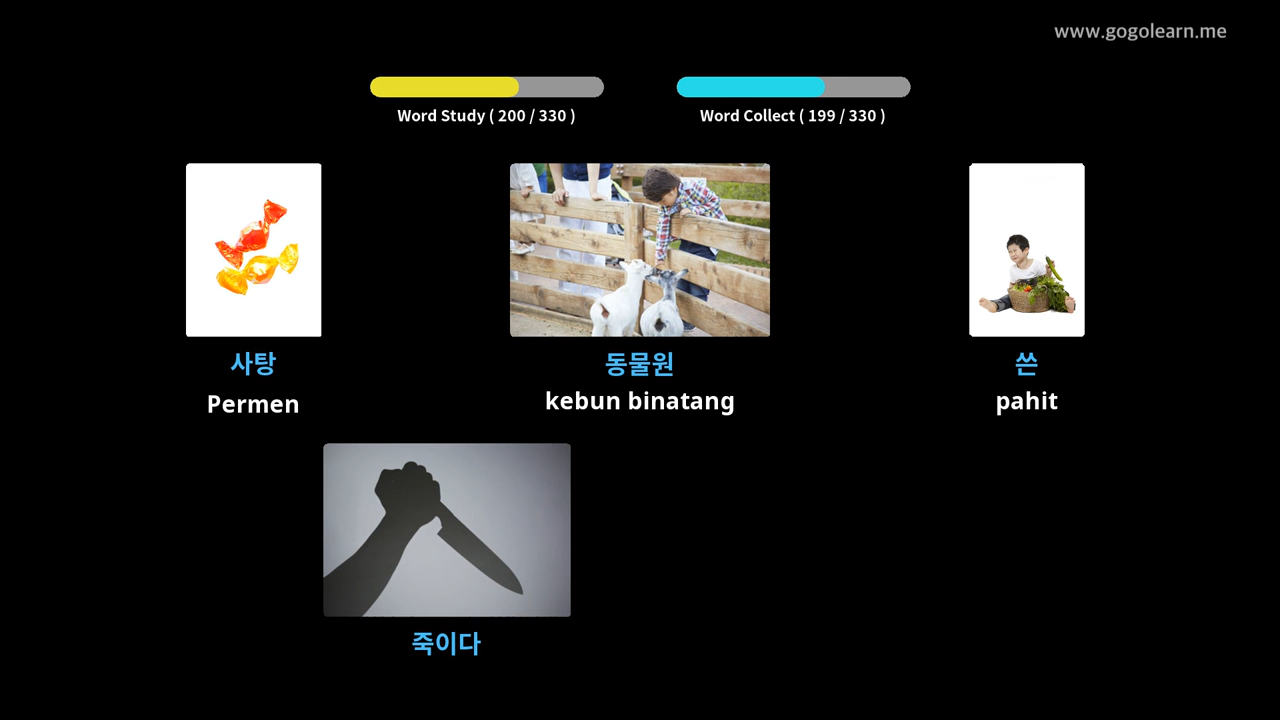 www.gogolearn.me
Word Study ( 200 / 330 )
Word Collect ( 199 / 330 )
사탕
Permen
동물원
kebun binatang
쓴
pahit
죽이다